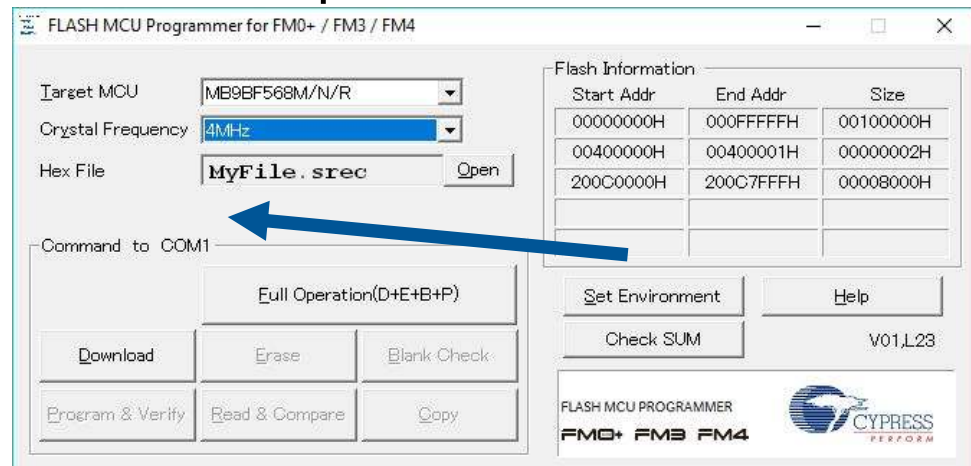 FLASH MCU Programmer for FM0+ / FM3 / FM4
Target MCU
MB9BF568M/N/R
Crystal Frequency
4MHz
Hex File
MyFile.srec
Open
Flash Information
Start Addr End Addr Size
00000000H 000FFFFFH 00100000H
00400000H 00400001H 00000002H
200C0000H 200C7FFFH 00008000H
Command to COM1
Full Operation(D+E+B+P)
Download
Erase
Blank Check
Program & Verify
Read & Compare
Copy
Set Environment
Help
Check SUM
V01,L23
FLASH MCU PROGRAMMER
FM0+ FM3 FM4
CYPRESS
PERFORM